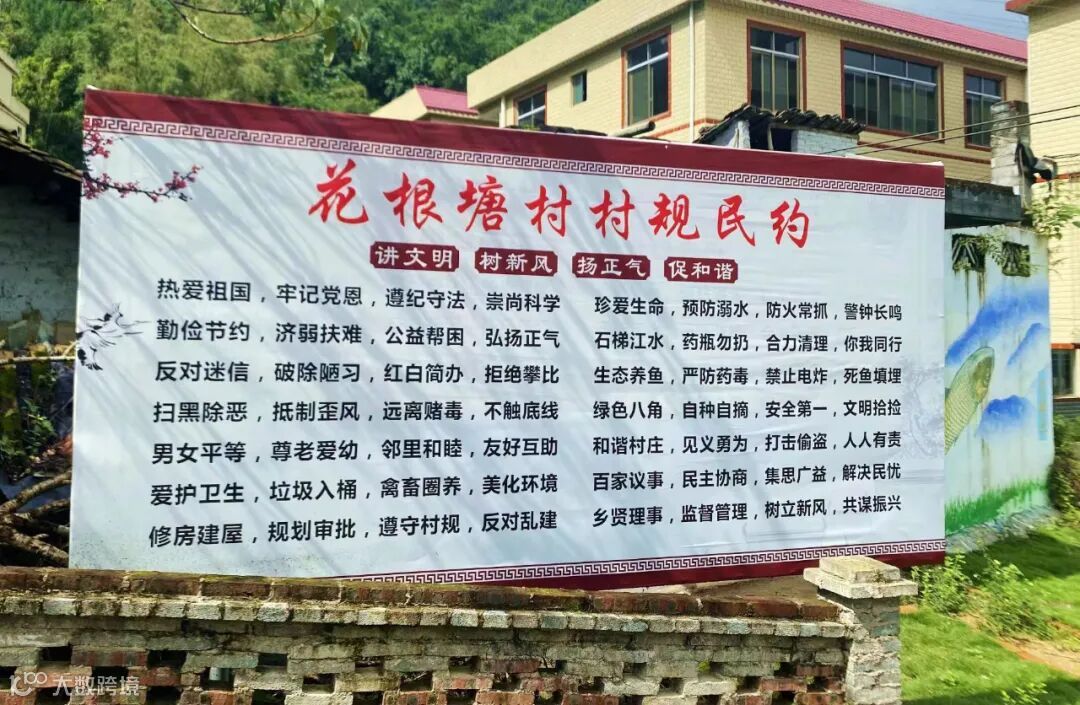 花根塘村村规民约
讲文明 树新风 扬正气 促和谐
热爱祖国，牢记党恩，遵纪守法，崇尚科学
勤俭节约，济弱扶难，公益帮困，弘扬正气
反对迷信，破除陋习，红白简办，拒绝攀比
扫黑除恶，抵制歪风，远离赌毒，不触底线
男女平等，尊老爱幼，邻里和睦，友好互助
爱护卫生，垃圾入桶，禽畜圈养，美化环境
修房建屋，规划审批，遵守村规，反对乱建
珍爱生命，预防溺水，防火常抓，警钟长鸣
石梯江水，药瓶勿扔，合力清理，你我同行
生态养鱼，严防药毒，禁止电炸，死鱼填埋
绿色八角，自种自摘，安全第一，文明拾捡
和谐村庄，见义勇为，打击偷盗，人人有责
百家议事，民主协商，集思广益，解决民忧
乡贤理事，监督管理，树立新风，共谋振兴
大数跨境